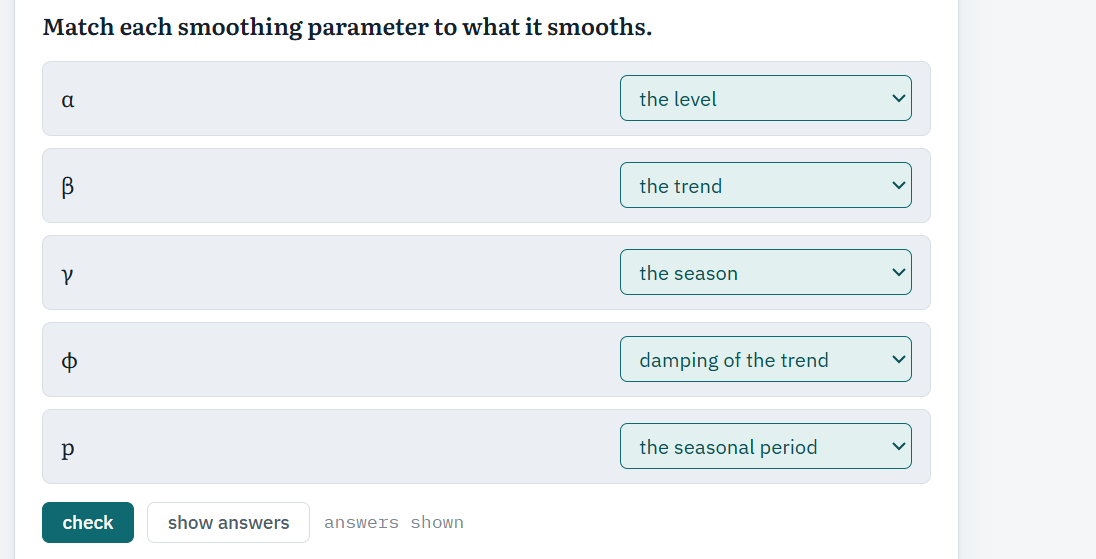 Match each smoothing parameter to what it smooths.
α the level
β the trend
γ the season
ϕ damping of the trend
p the seasonal period
check show answers answers shown